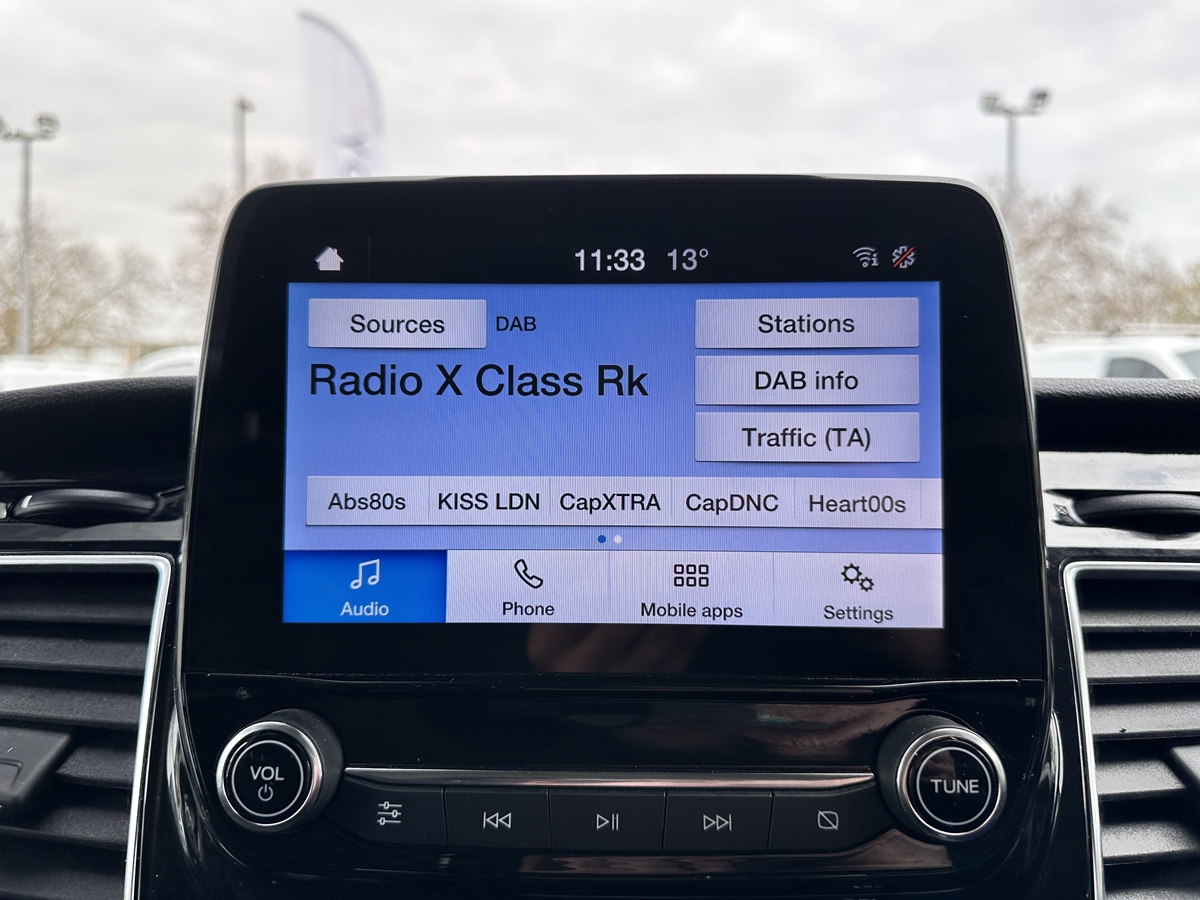 11:33 13°
Sources DAB Stations
Radio X Class Rk DAB info
Traffic (TA)
Abs80s KISS LDN CapXTRA CapDNC Heart00s
Audio Phone Mobile apps Settings
VOL TUNE